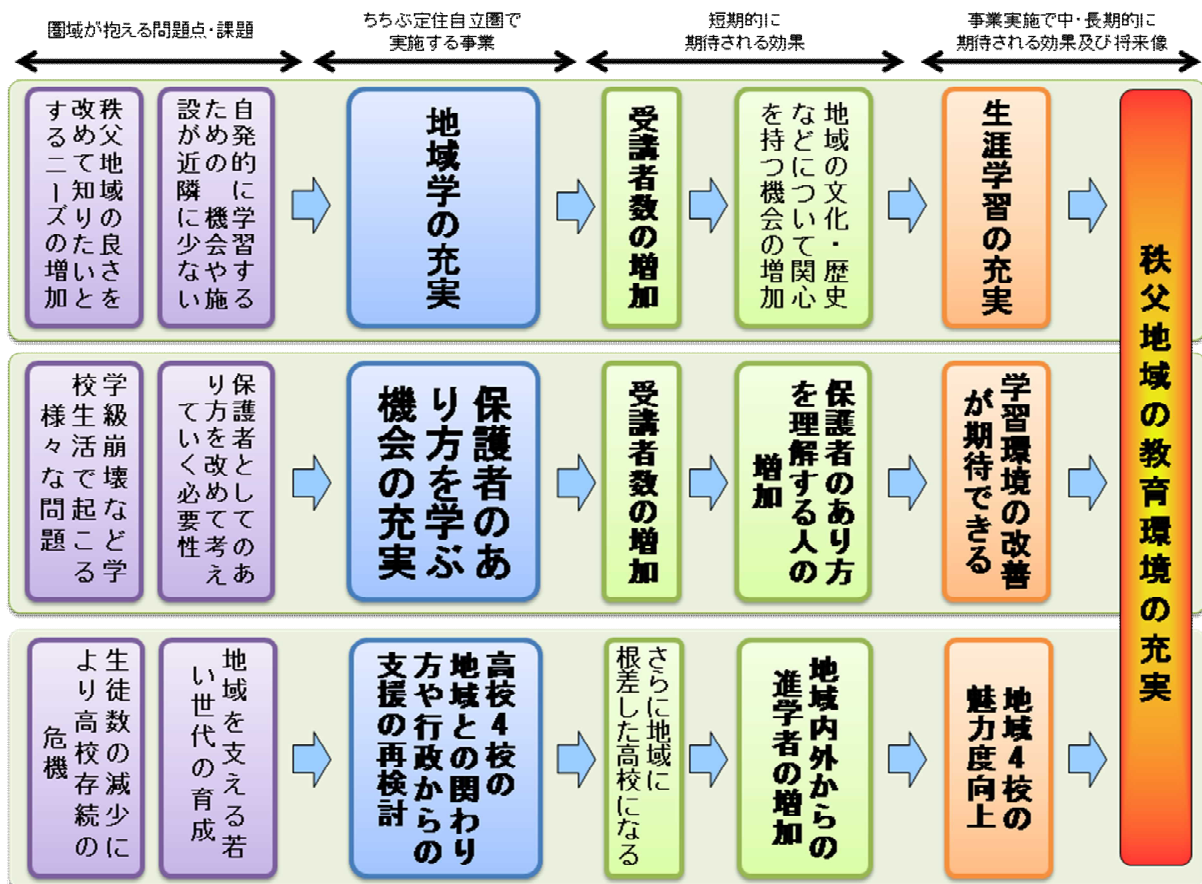 圏域が抱える問題点・課題
ちちぶ定住自立圏で
実施する事業
短期的に
期待される効果
事業実施で中・長期的に
期待される効果及び将来像
秩父地域の良さを
改めて知りたいと
するニーズの増加
自発的に学習する
ための　機会や施
設が近隣に少ない
地域学の充実
受講者数の増加
地域の文化・歴史
などについて関心
を持つ機会の増加
生涯学習の充実
学級崩壊など学
校生活で起こる
様々な問題
保護者としてのあ
り方を改めて考え
ていく必要性
保護者のあ
り方を学ぶ
機会の充実
受講者数の増加
保護者のあり方
を理解する人の
増加
学習環境の改善
が期待できる
生徒数の減少に
より高校存続の
危機
地域を支える若
い世代の育成
高校4校の
地域との関わり
方や行政からの
支援の再検討
さらに地域に
根差した高校になる
地域内外からの
進学者の増加
地域4校の
魅力度向上
秩父地域の教育環境の充実